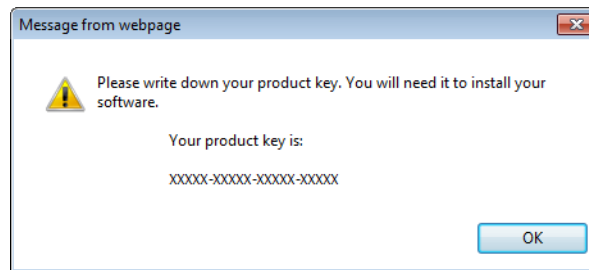 Message from webpage
Please write down your product key. You will need it to install your
software.
Your product key is:
XXXXX-XXXXX-XXXXX-XXXXX
OK